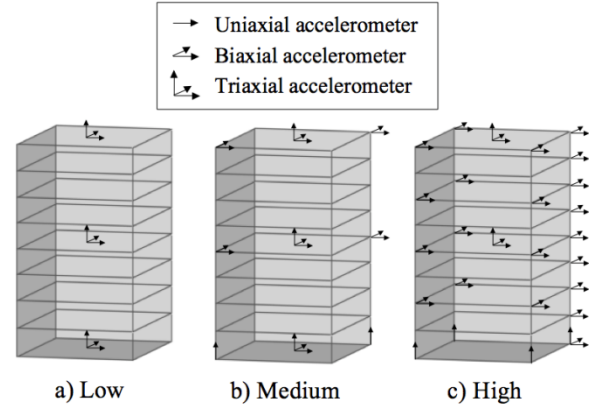 Uniaxial accelerometer
Biaxial accelerometer
Triaxial accelerometer
a) Low
b) Medium
c) High